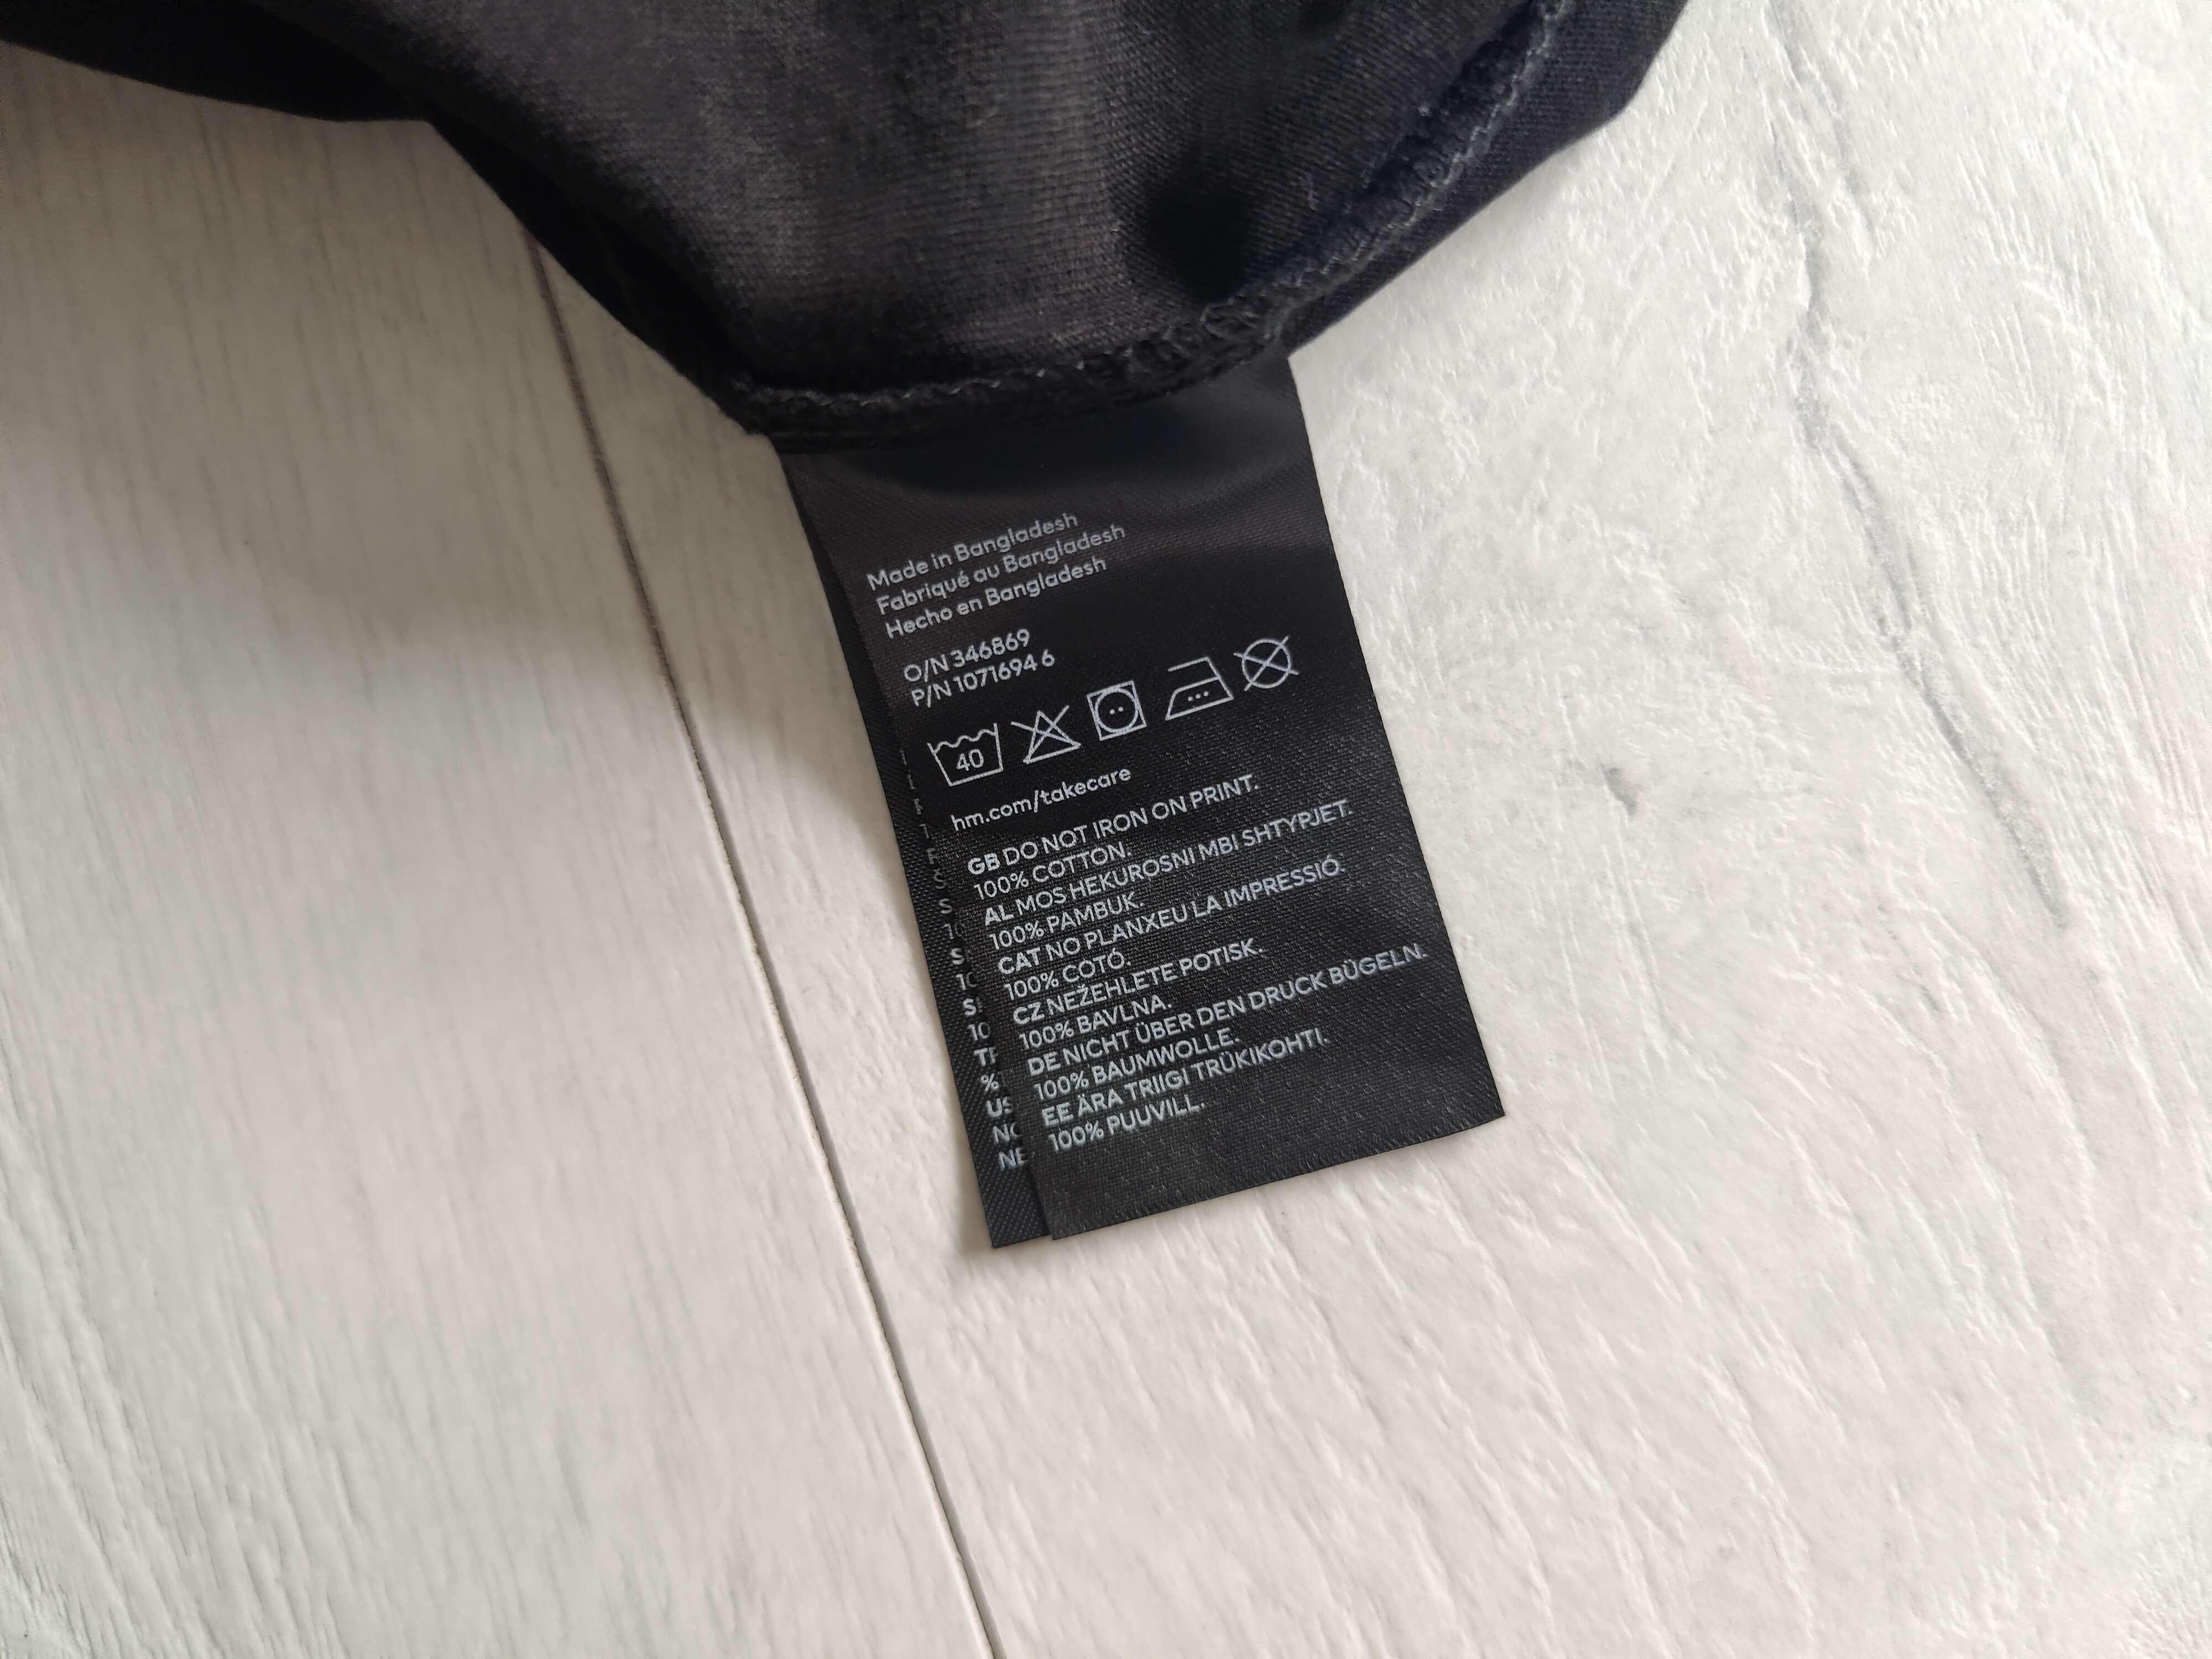 Made in Bangladesh
Fabriqué au Bangladesh
Hecho en Bangladesh
O/N 346869
P/N 1071694 6
40
hm.com/takecare
GB DO NOT IRON ON PRINT.
100% COTTON.
AL MOS HEKUROSNI MBI SHTYPJET.
100% PAMBUK.
CAT NO PLANXEU LA IMPRESSIÓ.
100% COTÓ.
CZ NEŽEHLETE POTISK.
100% BAVLNA.
DE NICHT ÜBER DEN DRUCK BÜGELN.
100% BAUMWOLLE.
EE ÄRA TRIIGI TRÜKIKOHTI.
100% PUUVILL.